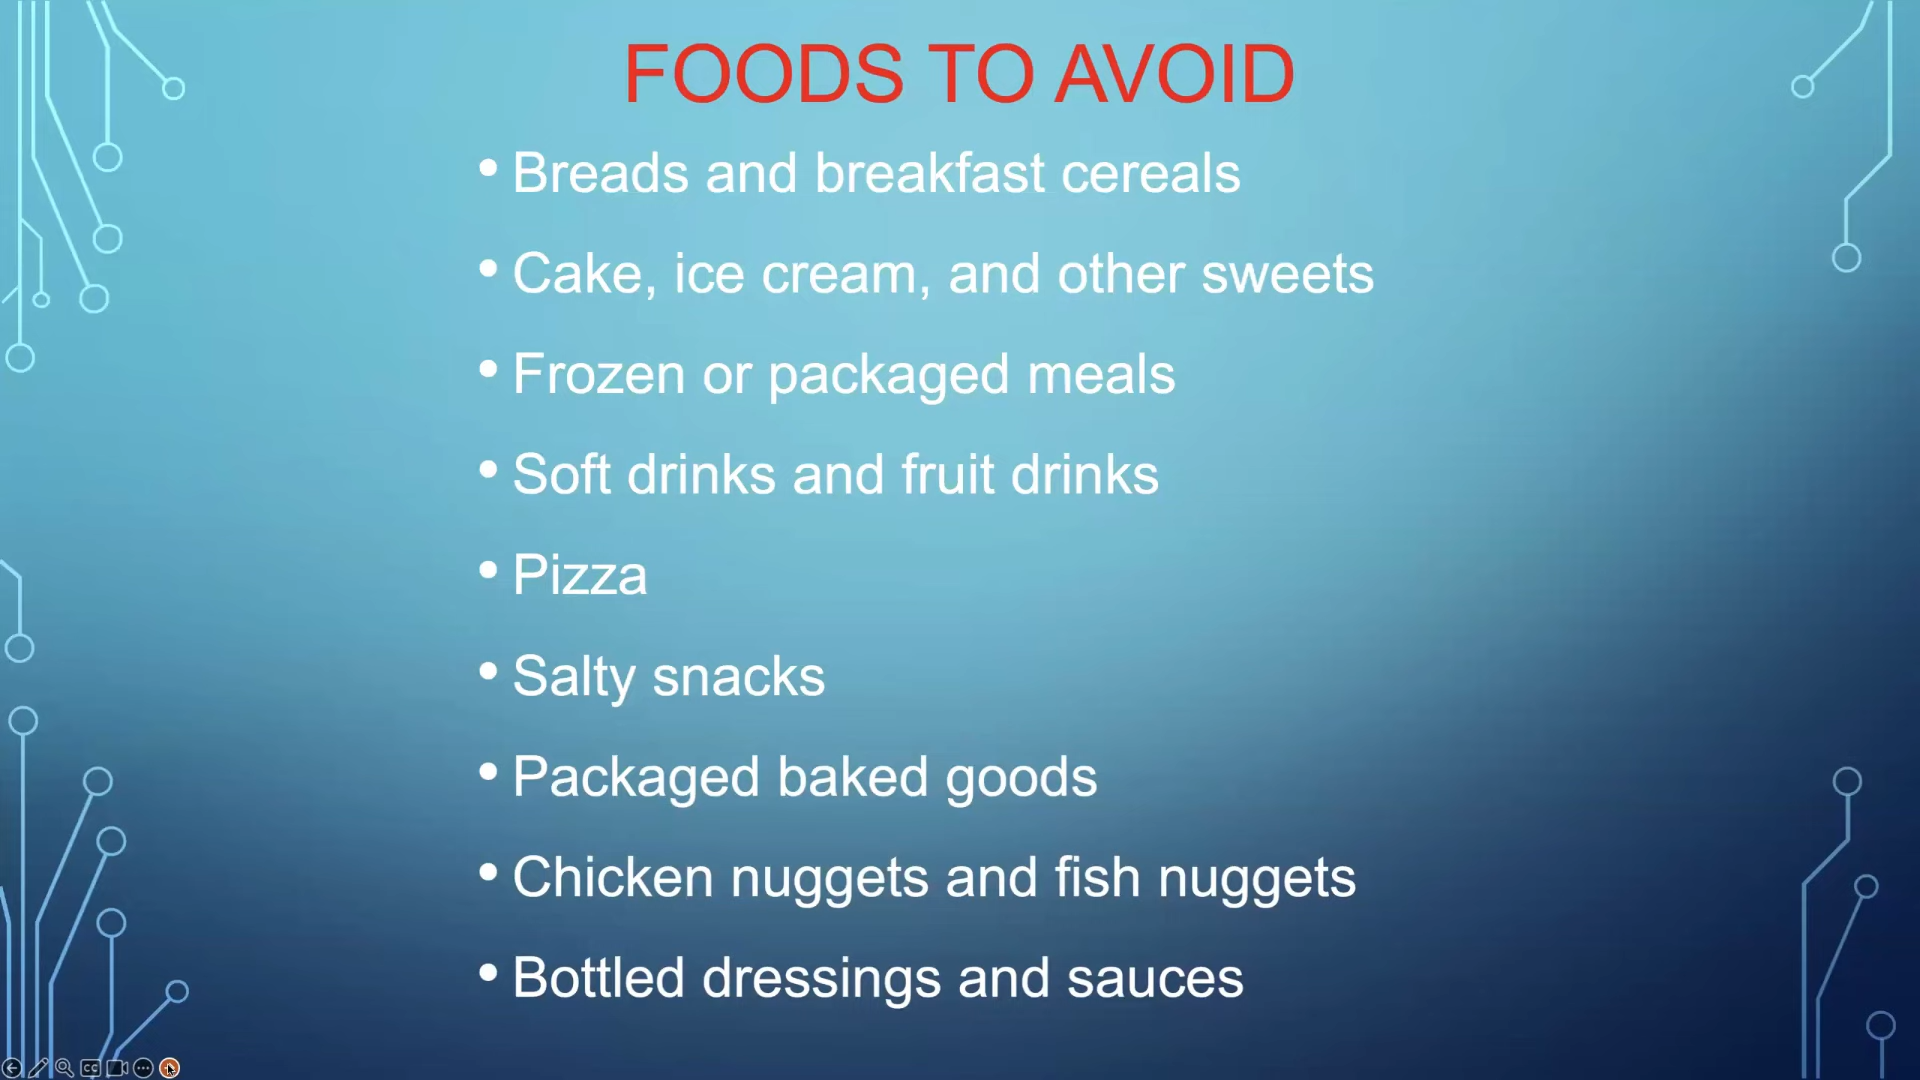 FOODS TO AVOID
• Breads and breakfast cereals
• Cake, ice cream, and other sweets
• Frozen or packaged meals
• Soft drinks and fruit drinks
• Pizza
• Salty snacks
• Packaged baked goods
• Chicken nuggets and fish nuggets
• Bottled dressings and sauces
CC